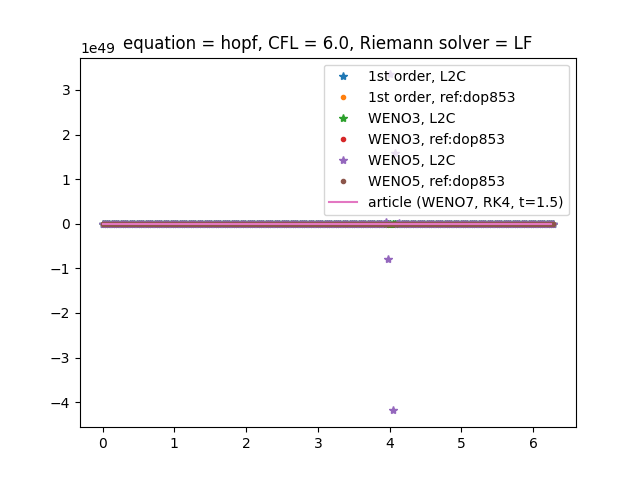 equation = hopf, CFL = 6.0, Riemann solver = LF
1e49
1st order, L2C
1st order, ref:dop853
WENO3, L2C
WENO3, ref:dop853
WENO5, L2C
WENO5, ref:dop853
article (WENO7, RK4, t=1.5)
3
2
1
0
−1
−2
−3
−4
0 1 2 3 4 5 6